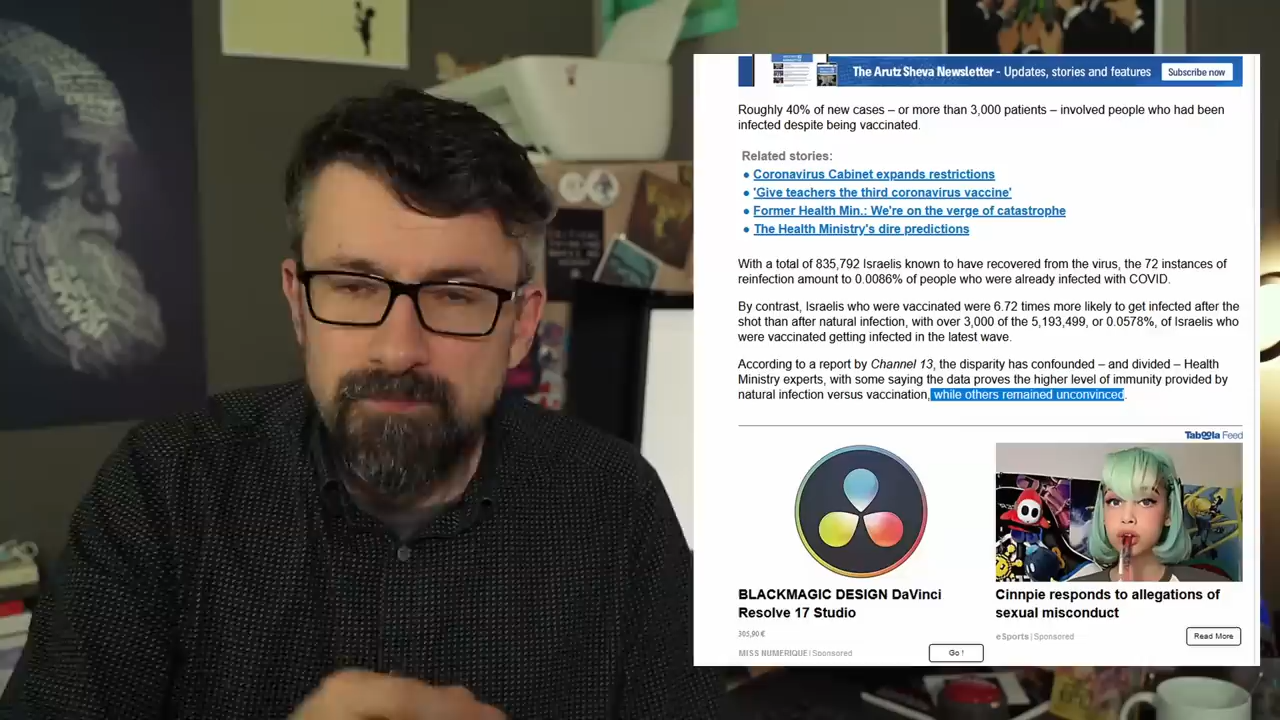 The Arutz Sheva Newsletter - Updates, stories and features
Subscribe now
Roughly 40% of new cases – or more than 3,000 patients – involved people who had been
infected despite being vaccinated.
Related stories:
• Coronavirus Cabinet expands restrictions
• 'Give teachers the third coronavirus vaccine'
• Former Health Min.: We're on the verge of catastrophe
• The Health Ministry's dire predictions
With a total of 835,792 Israelis known to have recovered from the virus, the 72 instances of
reinfection amount to 0.0086% of people who were already infected with COVID.
By contrast, Israelis who were vaccinated were 6.72 times more likely to get infected after the
shot than after natural infection, with over 3,000 of the 5,193,499, or 0.0578%, of Israelis who
were vaccinated getting infected in the latest wave.
According to a report by Channel 13, the disparity has confounded – and divided – Health
Ministry experts, with some saying the data proves the higher level of immunity provided by
natural infection versus vaccination, while others remained unconvinced.
Taboola Feed
BLACKMAGIC DESIGN DaVinci
Resolve 17 Studio
305,90 €
MISS NUMERIQUE | Sponsored
Go !
Cinnpie responds to allegations of
sexual misconduct
eSports | Sponsored
Read More